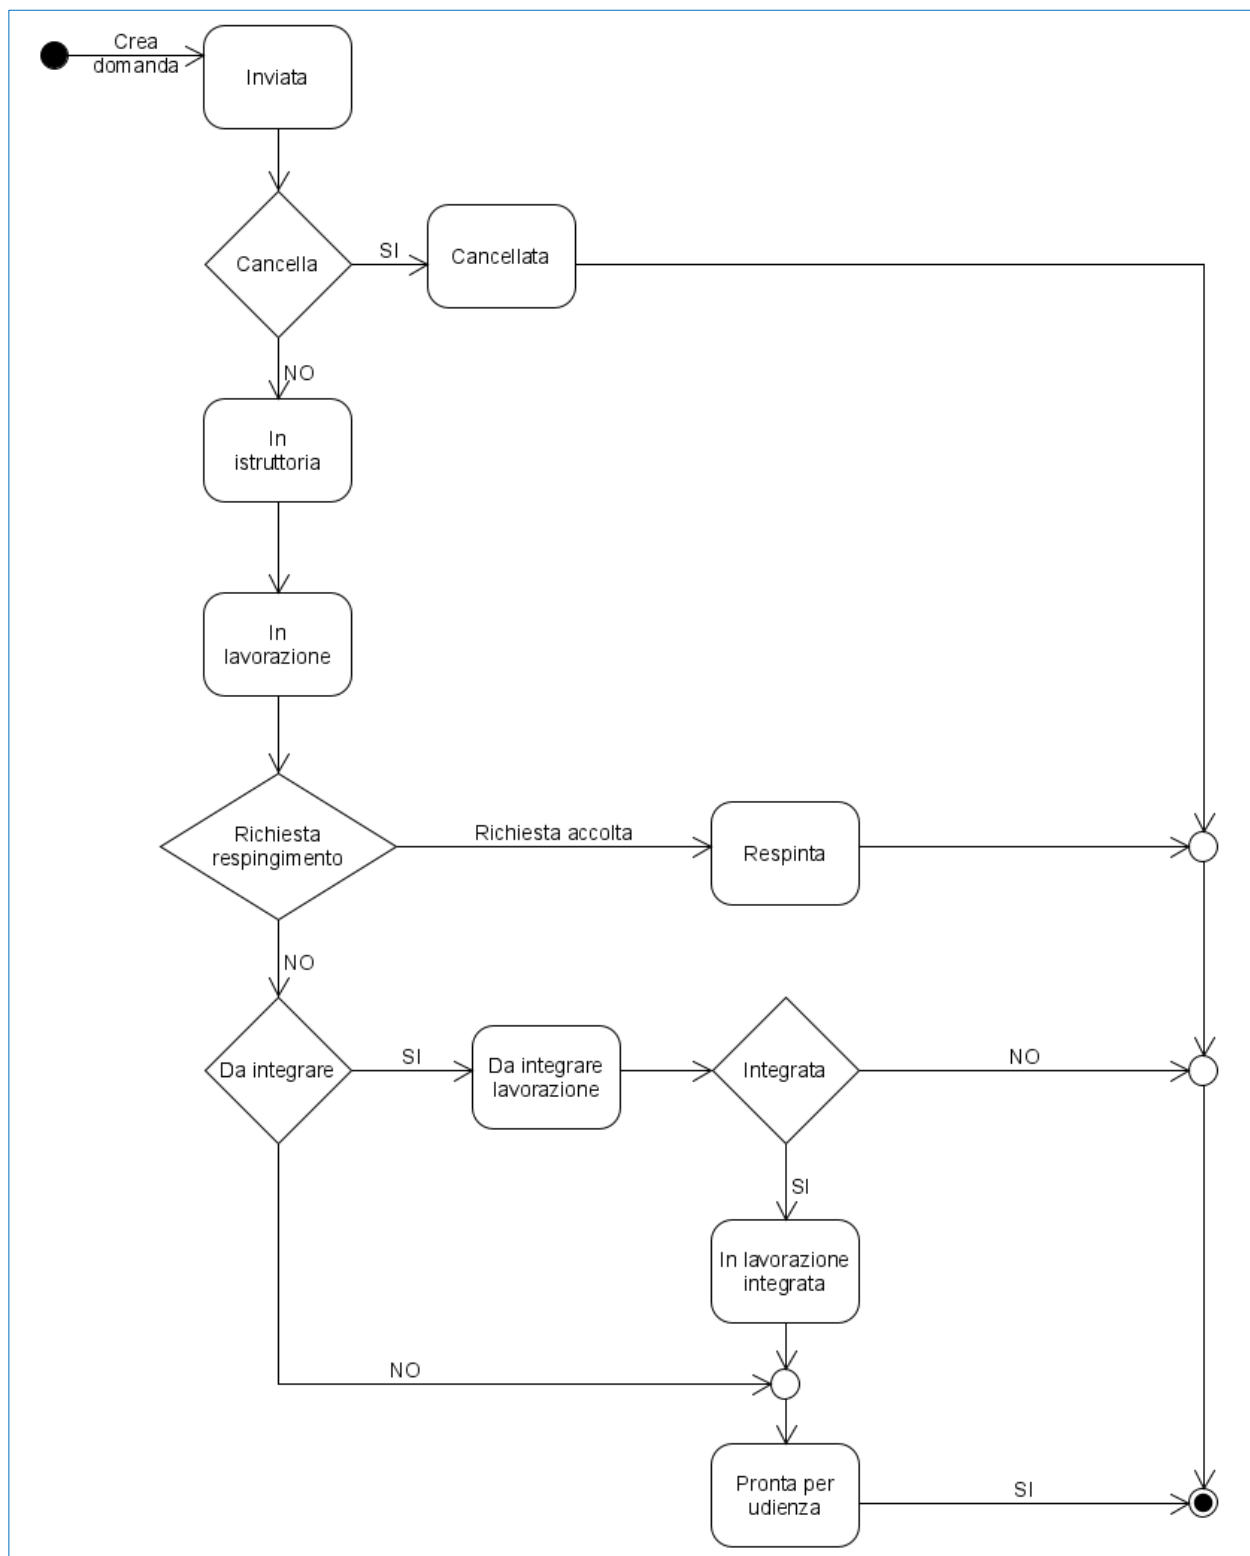 Crea
domanda
Inviata
Cancella
SI
Cancellata
NO
In
istruttoria
In
lavorazione
Richiesta
respingimento
Richiesta accolta
Respinta
NO
Da integrare
SI
Da integrare
lavorazione
Integrata
NO
SI
In lavorazione
integrata
NO
Pronta per
udienza
SI